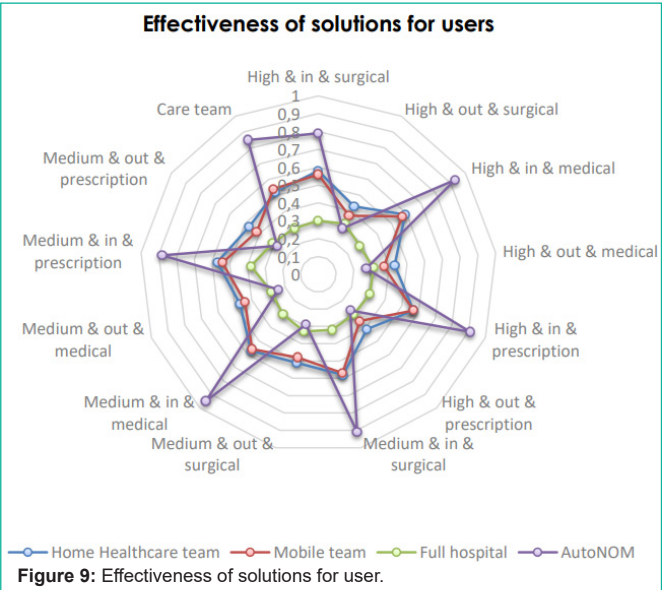 Effectiveness of solutions for users
High & in & surgical
1
0,9
0,8
0,7
0,6
0,5
0,4
0,3
0,2
0,1
0
High & out & surgical
High & in & medical
High & out & medical
High & in &
prescription
High & out &
prescription
Medium & in &
surgical
Medium & out &
surgical
Medium & in &
medical
Medium & out &
medical
Medium & in &
prescription
Medium & out &
prescription
Care team
Home Healthcare team Mobile team Full hospital AutoNOM
Figure 9: Effectiveness of solutions for user.